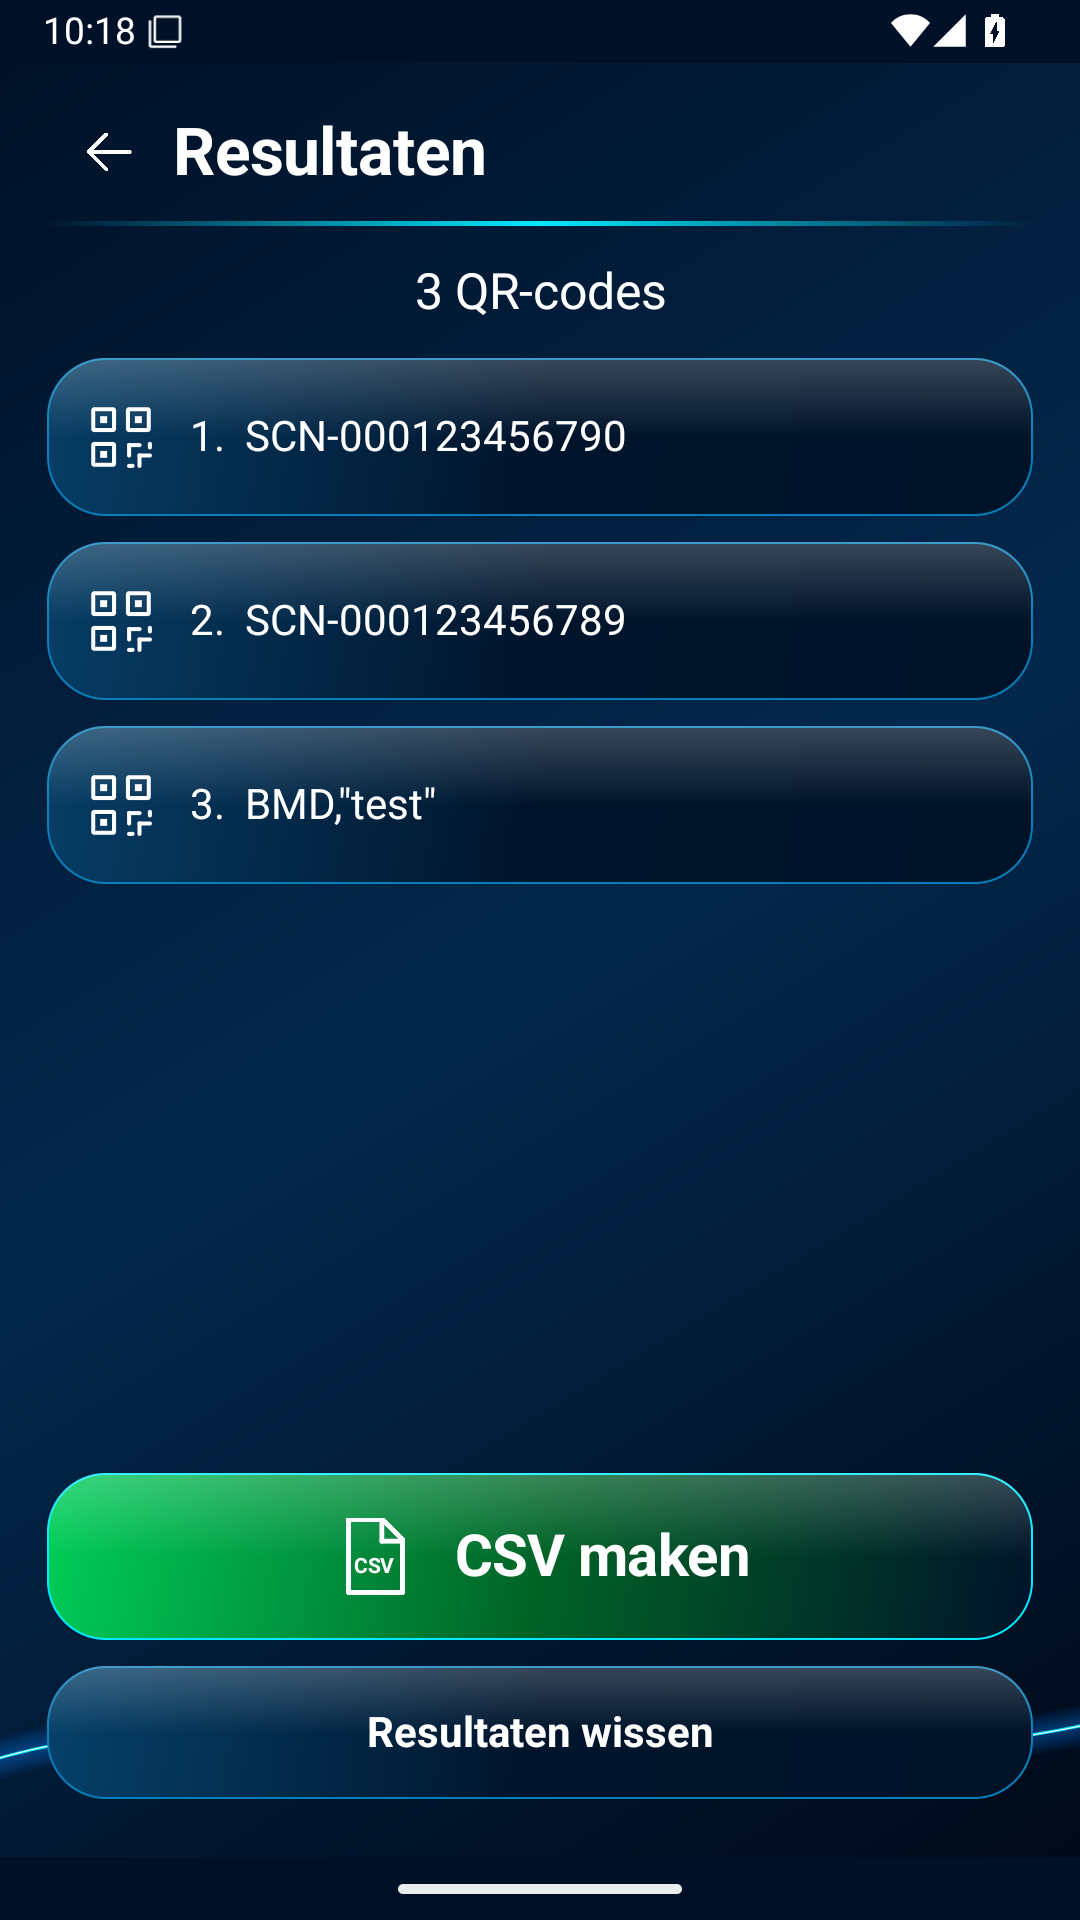 10:18
Resultaten
3 QR-codes
1. SCN-000123456790
2. SCN-000123456789
3. BMD,"test"
CSV
CSV maken
Resultaten wissen